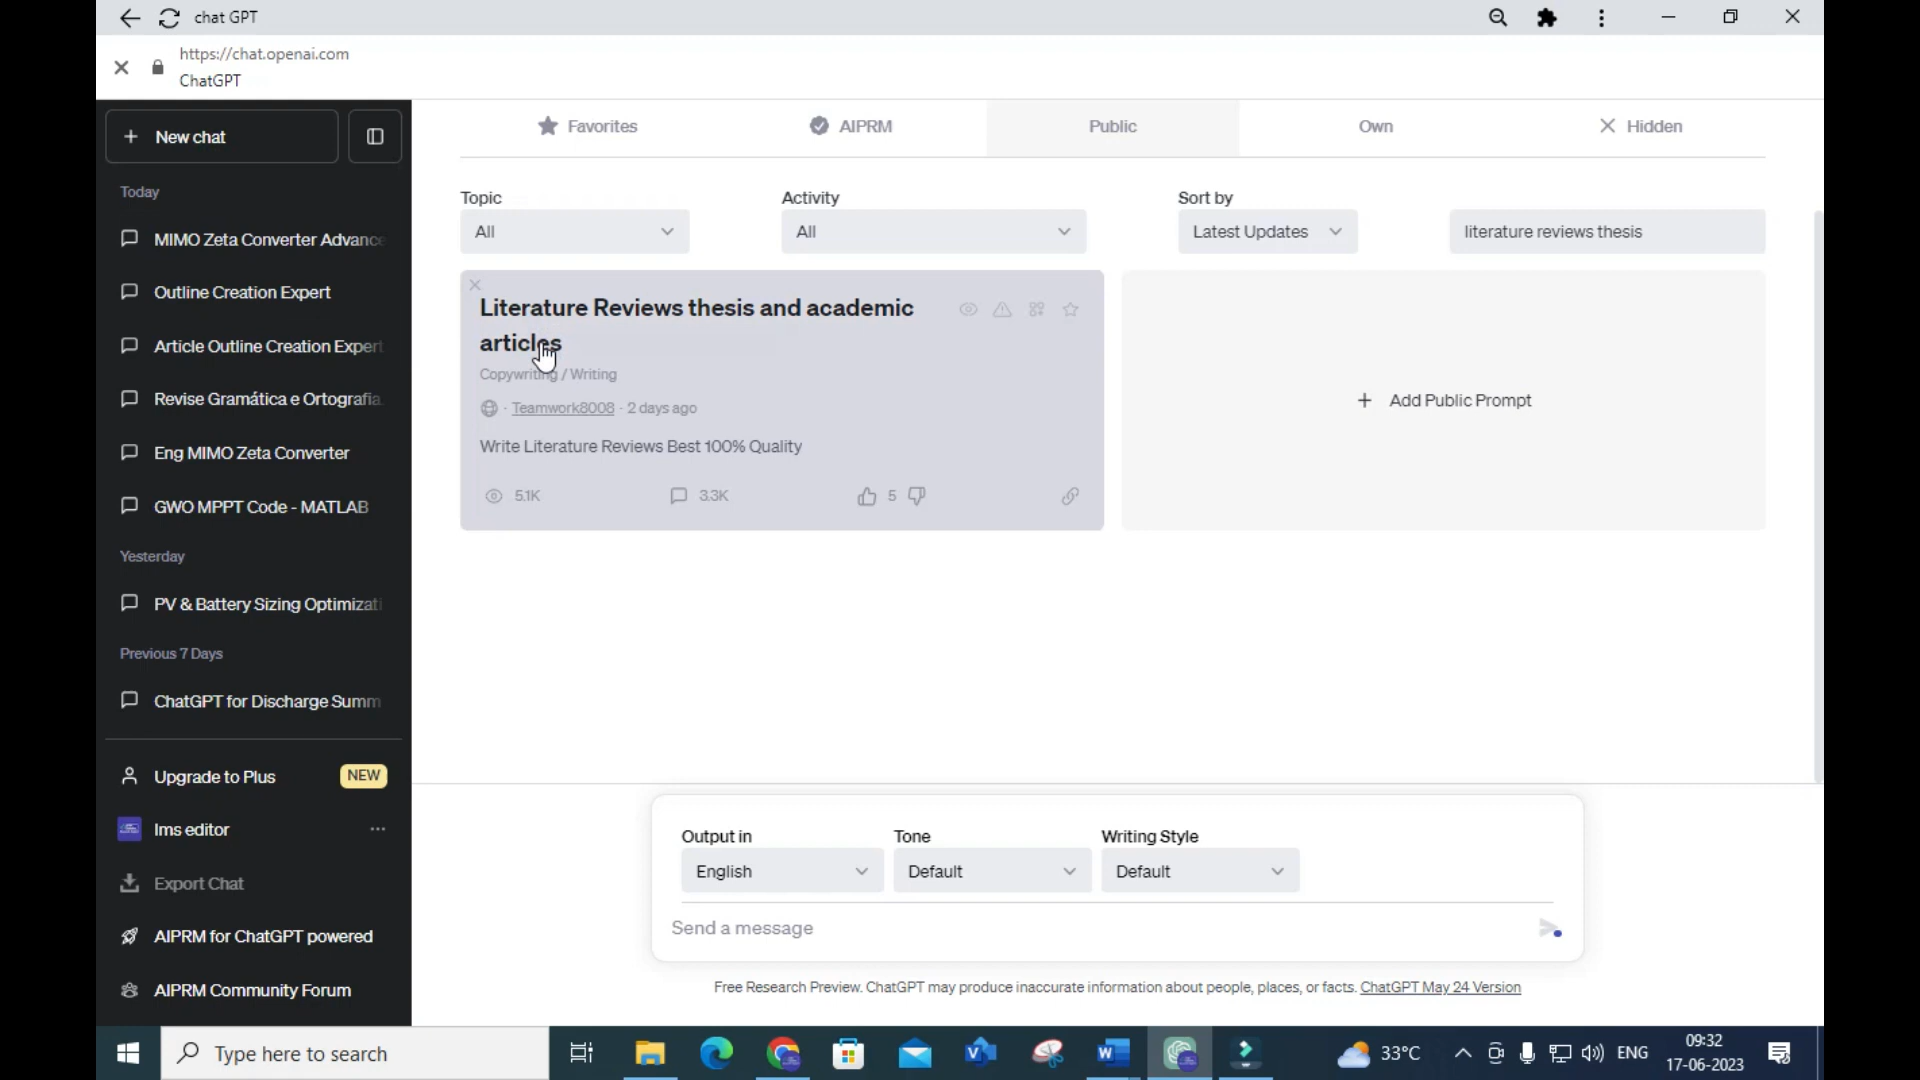 chat GPT
https://chat.openai.com
ChatGPT
New chat
Today
MIMO Zeta Converter Advance
Outline Creation Expert
Article Outline Creation Expert
Revise Gramática e Ortografia.
Eng MIMO Zeta Converter
GWO MPPT Code - MATLAB
Yesterday
PV & Battery Sizing Optimizati
Previous 7 Days
ChatGPT for Discharge Summ
Upgrade to Plus NEW
lms editor
Export Chat
AIPRM for ChatGPT powered
AIPRM Community Forum
Favorites AIPRM Public Own Hidden
Topic Activity Sort by
All All Latest Updates literature reviews thesis
Literature Reviews thesis and academic
articles
Copywriting / Writing
· Teamwork8008 · 2 days ago
Write Literature Reviews Best 100% Quality
5.1K 3.3K 5
+ Add Public Prompt
Output in Tone Writing Style
English Default Default
Send a message
Free Research Preview. ChatGPT may produce inaccurate information about people, places, or facts. ChatGPT May 24 Version
Type here to search
33°C ENG 09:32
17-06-2023